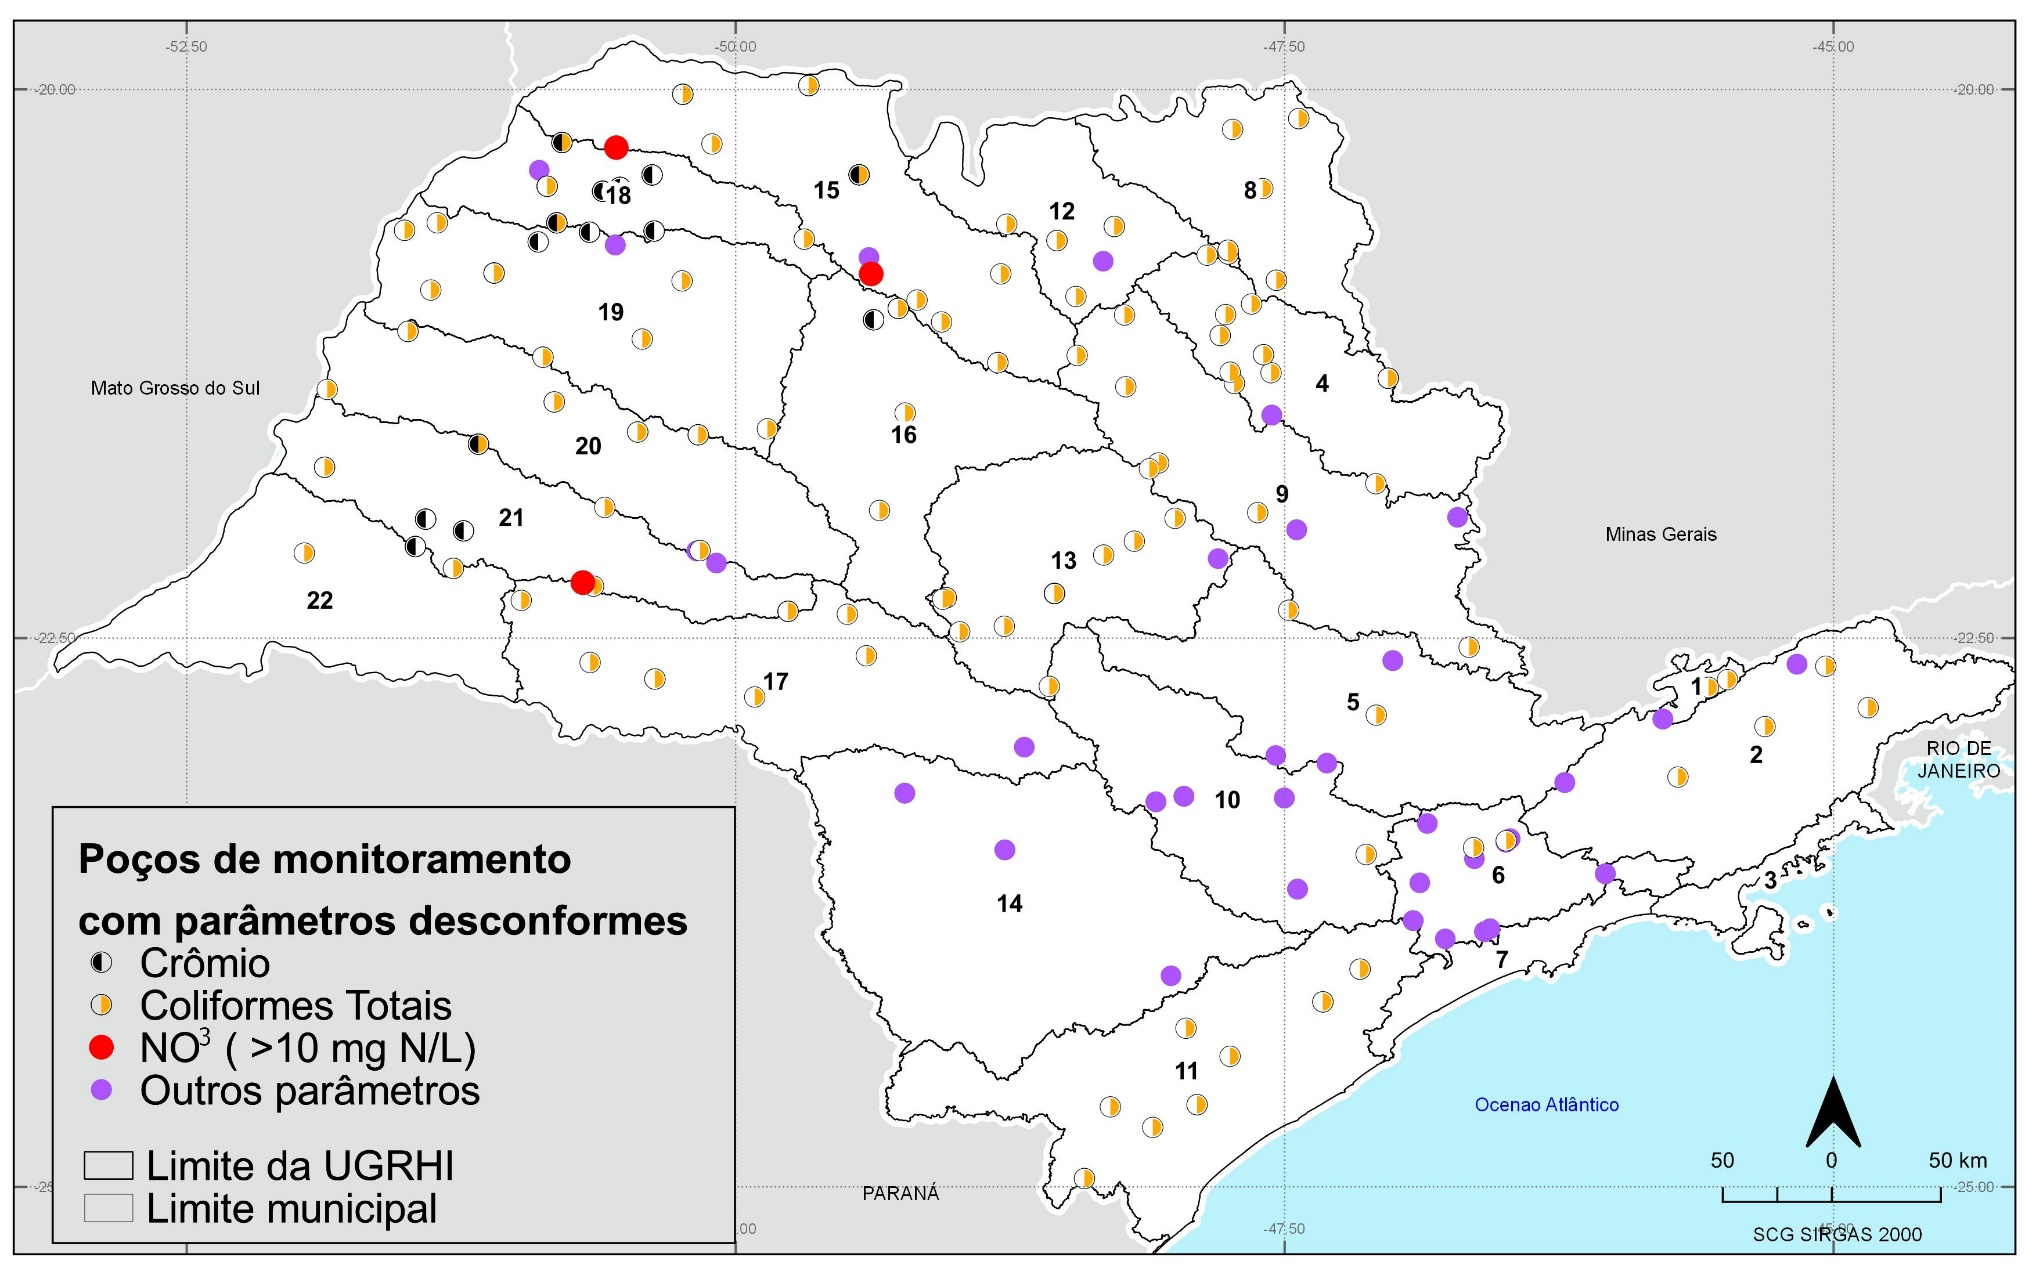 -52.50
-50.00
-47.50
-45.00
-20.00
-20.00
18
15
12
8
19
Mato Grosso do Sul
4
20
16
9
21
13
Minas Gerais
22
-22.50
-22.50
17
5
1
2
RIO DE
JANEIRO
10
6
3
14
7
11
Poços de monitoramento
com parâmetros desconformes
Crômio
Coliformes Totais
NO³ ( >10 mg N/L)
Outros parâmetros
Limite da UGRHI
Limite municipal
Ocenao Atlântico
PARANÁ
50
0
50 km
-25
-25.00
.00
-47.50
SCG SIRGAS 2000